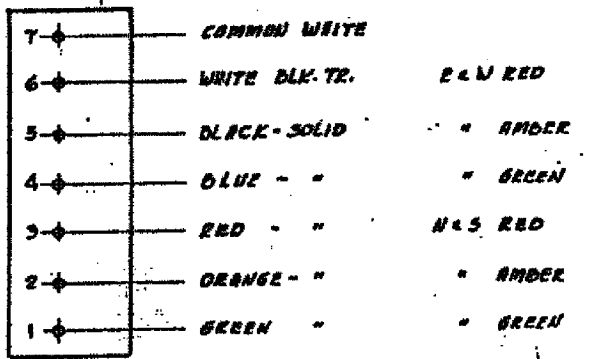 7 COMMON WHITE
6 WHITE BLK. TR. E & W RED
5 BLACK - SOLID " AMBER
4 BLUE - " " GREEN
3 RED - " N & S RED
2 ORANGE - " " AMBER
1 GREEN " " GREEN